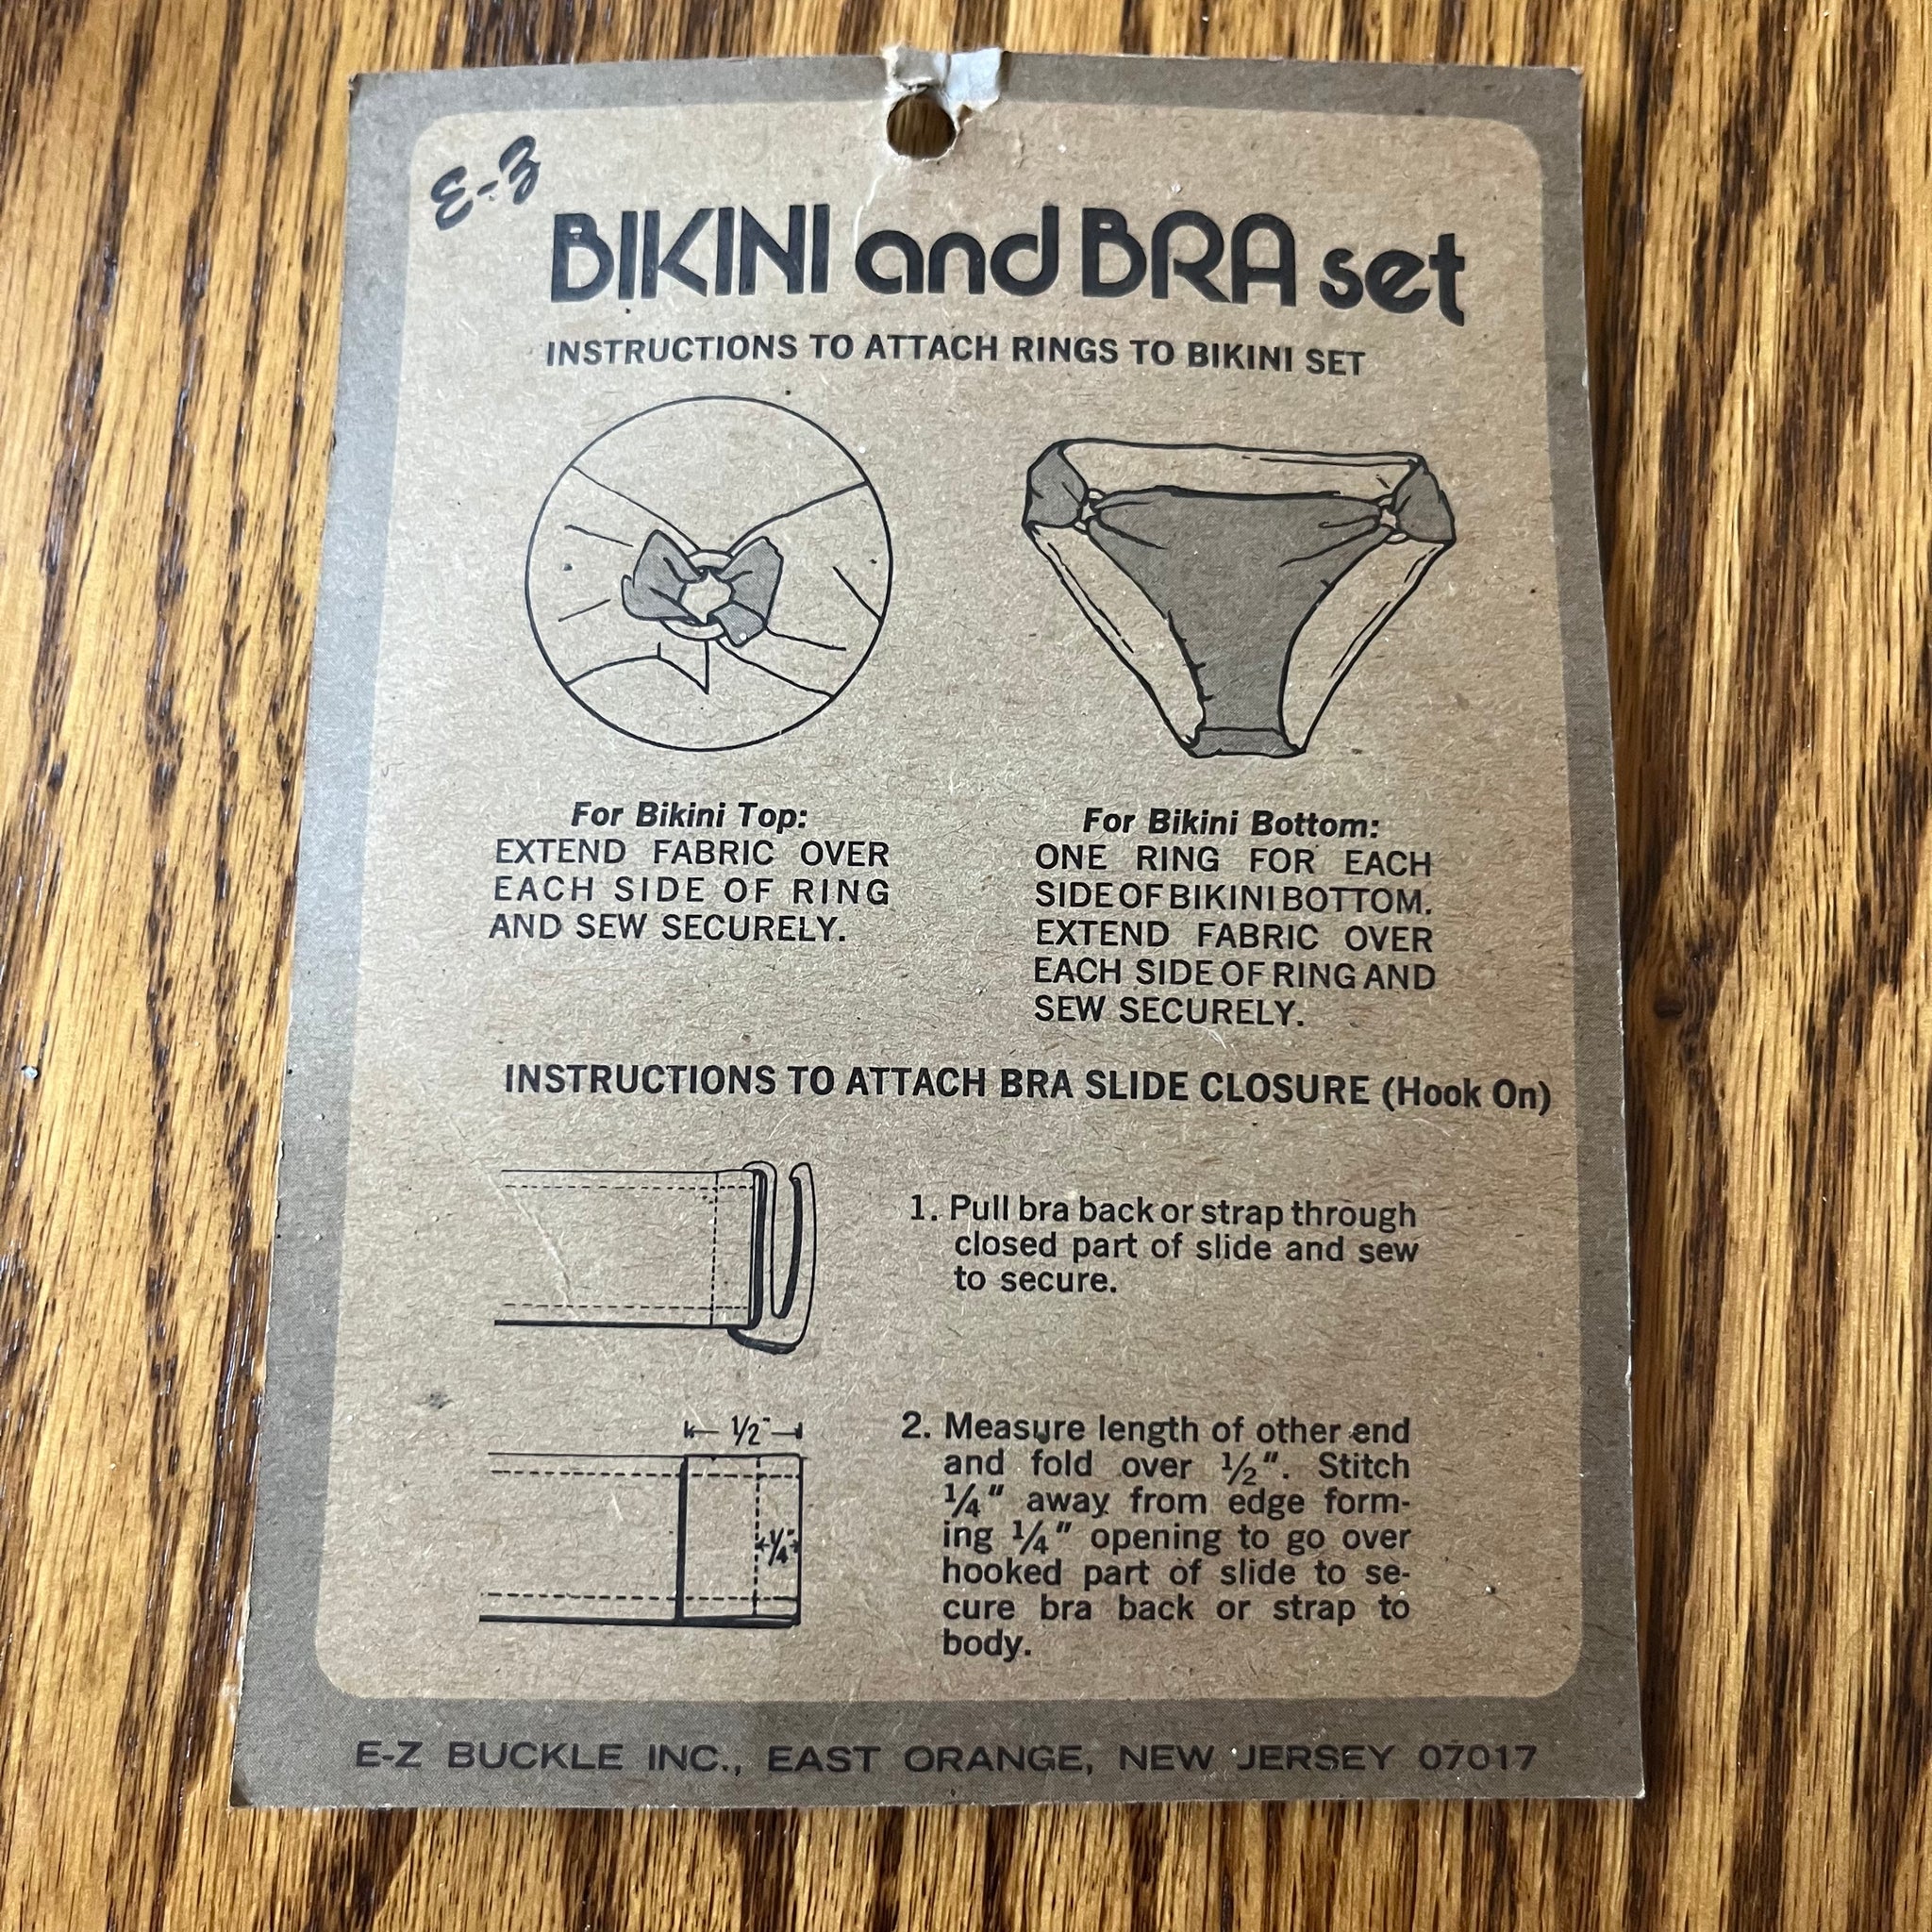 E-Z
BIKINI and BRA set
INSTRUCTIONS TO ATTACH RINGS TO BIKINI SET
For Bikini Top:
EXTEND FABRIC OVER
EACH SIDE OF RING
AND SEW SECURELY.
For Bikini Bottom:
ONE RING FOR EACH
SIDE OF BIKINI BOTTOM.
EXTEND FABRIC OVER
EACH SIDE OF RING AND
SEW SECURELY.
INSTRUCTIONS TO ATTACH BRA SLIDE CLOSURE (Hook On)
1. Pull bra back or strap through
closed part of slide and sew
to secure.
1/2"
1/4"
2. Measure length of other end
and fold over 1/2". Stitch
1/4" away from edge form-
ing 1/4" opening to go over
hooked part of slide to se-
cure bra back or strap to
body.
E-Z BUCKLE INC., EAST ORANGE, NEW JERSEY 07017